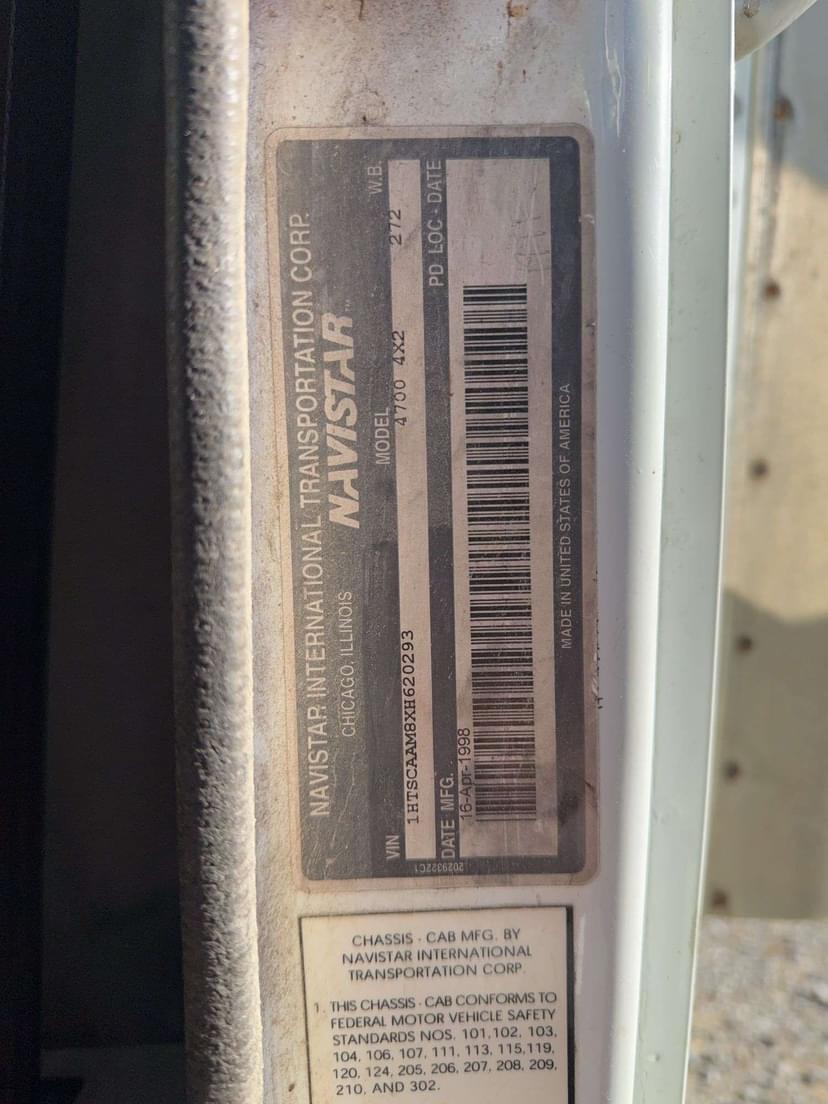 NAVISTAR INTERNATIONAL TRANSPORTATION CORP.
CHICAGO, ILLINOIS
NAVISTAR™
VIN MODEL W.B.
1HTSCAAM8XH620293 4700 4X2 272
DATE MFG. PD LOC - DATE
16-Apr-1998
MADE IN UNITED STATES OF AMERICA
2029322C1
CHASSIS - CAB MFG. BY
NAVISTAR INTERNATIONAL
TRANSPORTATION CORP.
1. THIS CHASSIS - CAB CONFORMS TO
FEDERAL MOTOR VEHICLE SAFETY
STANDARDS NOS. 101,102, 103,
104, 106, 107, 111, 113, 115,119,
120, 124, 205, 206, 207, 208, 209,
210, AND 302.